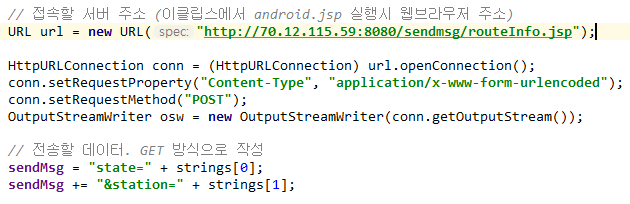 // 접속할 서버 주소 (이클립스에서 android.jsp 실행시 웹브라우저 주소)
URL url = new URL( spec: "http://70.12.115.59:8080/sendmsg/routeInfo.jsp");
HttpURLConnection conn = (HttpURLConnection) url.openConnection();
conn.setRequestProperty("Content-Type", "application/x-www-form-urlencoded");
conn.setRequestMethod("POST");
OutputStreamWriter osw = new OutputStreamWriter(conn.getOutputStream());
// 전송할 데이터. GET 방식으로 작성
sendMsg = "state=" + strings[0];
sendMsg += "&station=" + strings[1];